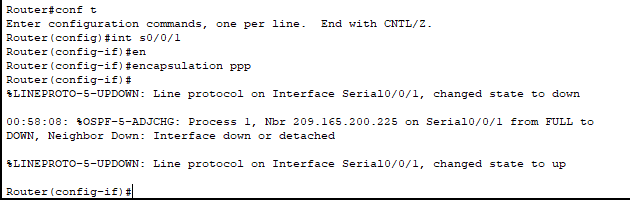 Router#conf t
Enter configuration commands, one per line.  End with CNTL/Z.
Router(config)#int s0/0/1
Router(config-if)#en
Router(config-if)#encapsulation ppp
Router(config-if)#
%LINEPROTO-5-UPDOWN: Line protocol on Interface Serial0/0/1, changed state to down
00:58:08: %OSPF-5-ADJCHG: Process 1, Nbr 209.165.200.225 on Serial0/0/1 from FULL to
DOWN, Neighbor Down: Interface down or detached
%LINEPROTO-5-UPDOWN: Line protocol on Interface Serial0/0/1, changed state to up
Router(config-if)#